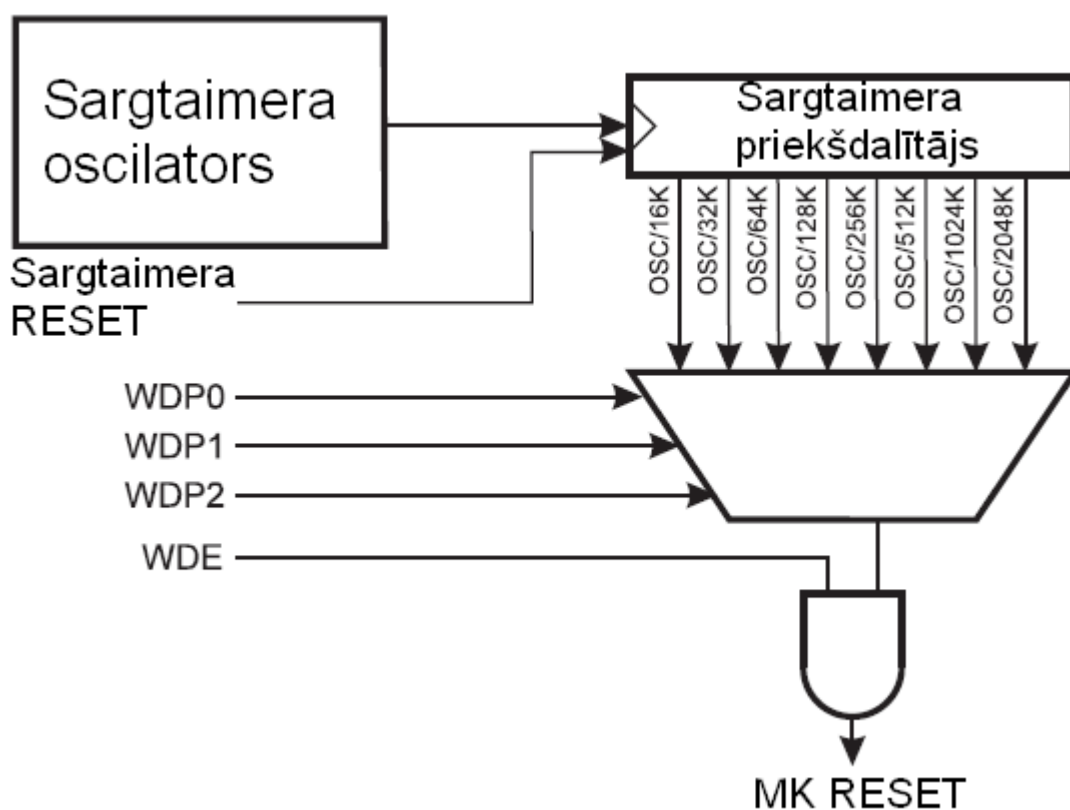 Sargtaimera
oscilators
Sargtaimera
priekšdalītājs
OSC/16K
OSC/32K
OSC/64K
OSC/128K
OSC/256K
OSC/512K
OSC/1024K
OSC/2048K
Sargtaimera
RESET
WDP0
WDP1
WDP2
WDE
MK RESET